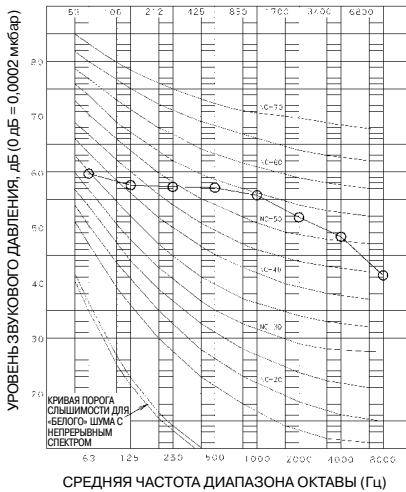 53 106 212 425 850 1700 3400 6800
УРОВЕНЬ ЗВУКОВОГО ДАВЛЕНИЯ, дБ (0 дБ = 0,0002 мкбар)
80
70
60
50
40
30
20
NC-70
NC-60
NC-50
NC-40
NC-30
NC-20
КРИВАЯ ПОРОГА
СЛЫШИМОСТИ ДЛЯ
«БЕЛОГО» ШУМА С
НЕПРЕРЫВНЫМ
СПЕКТРОМ
63 125 250 500 1000 2000 4000 8000
СРЕДНЯЯ ЧАСТОТА ДИАПАЗОНА ОКТАВЫ (Гц)